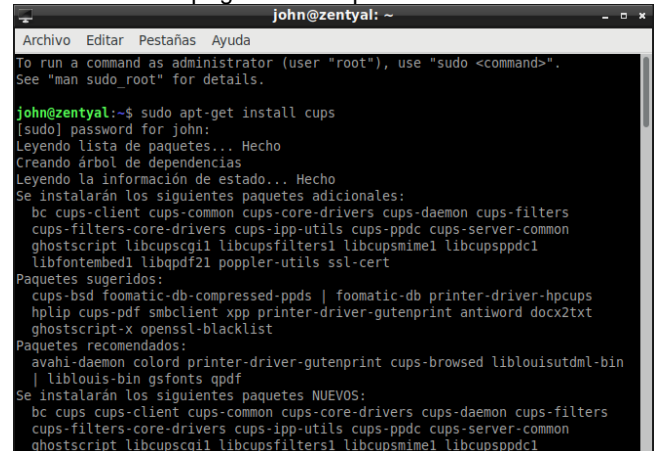 john@zentyal: ~
Archivo Editar Pestañas Ayuda
To run a command as administrator (user "root"), use "sudo <command>".
See "man sudo_root" for details.
john@zentyal:~$ sudo apt-get install cups
[sudo] password for john:
Leyendo lista de paquetes... Hecho
Creando árbol de dependencias
Leyendo la información de estado... Hecho
Se instalarán los siguientes paquetes adicionales:
bc cups-client cups-common cups-core-drivers cups-daemon cups-filters
cups-filters-core-drivers cups-ipp-utils cups-ppdc cups-server-common
ghostscript libcupscgi1 libcupsfilters1 libcupsmime1 libcupsppdc1
libfontembed1 libqpdf21 poppler-utils ssl-cert
Paquetes sugeridos:
cups-bsd foomatic-db-compressed-ppds | foomatic-db printer-driver-hpcups
hplip cups-pdf smbclient xpp printer-driver-gutenprint antiword docx2txt
ghostscript-x openssl-blacklist
Paquetes recomendados:
avahi-daemon colord printer-driver-gutenprint cups-browsed liblouisutdml-bin
| liblouis-bin gsfonts qpdf
Se instalarán los siguientes paquetes NUEVOS:
bc cups cups-client cups-common cups-core-drivers cups-daemon cups-filters
cups-filters-core-drivers cups-ipp-utils cups-ppdc cups-server-common
ghostscript libcupscgi1 libcupsfilters1 libcupsmime1 libcupsppdc1